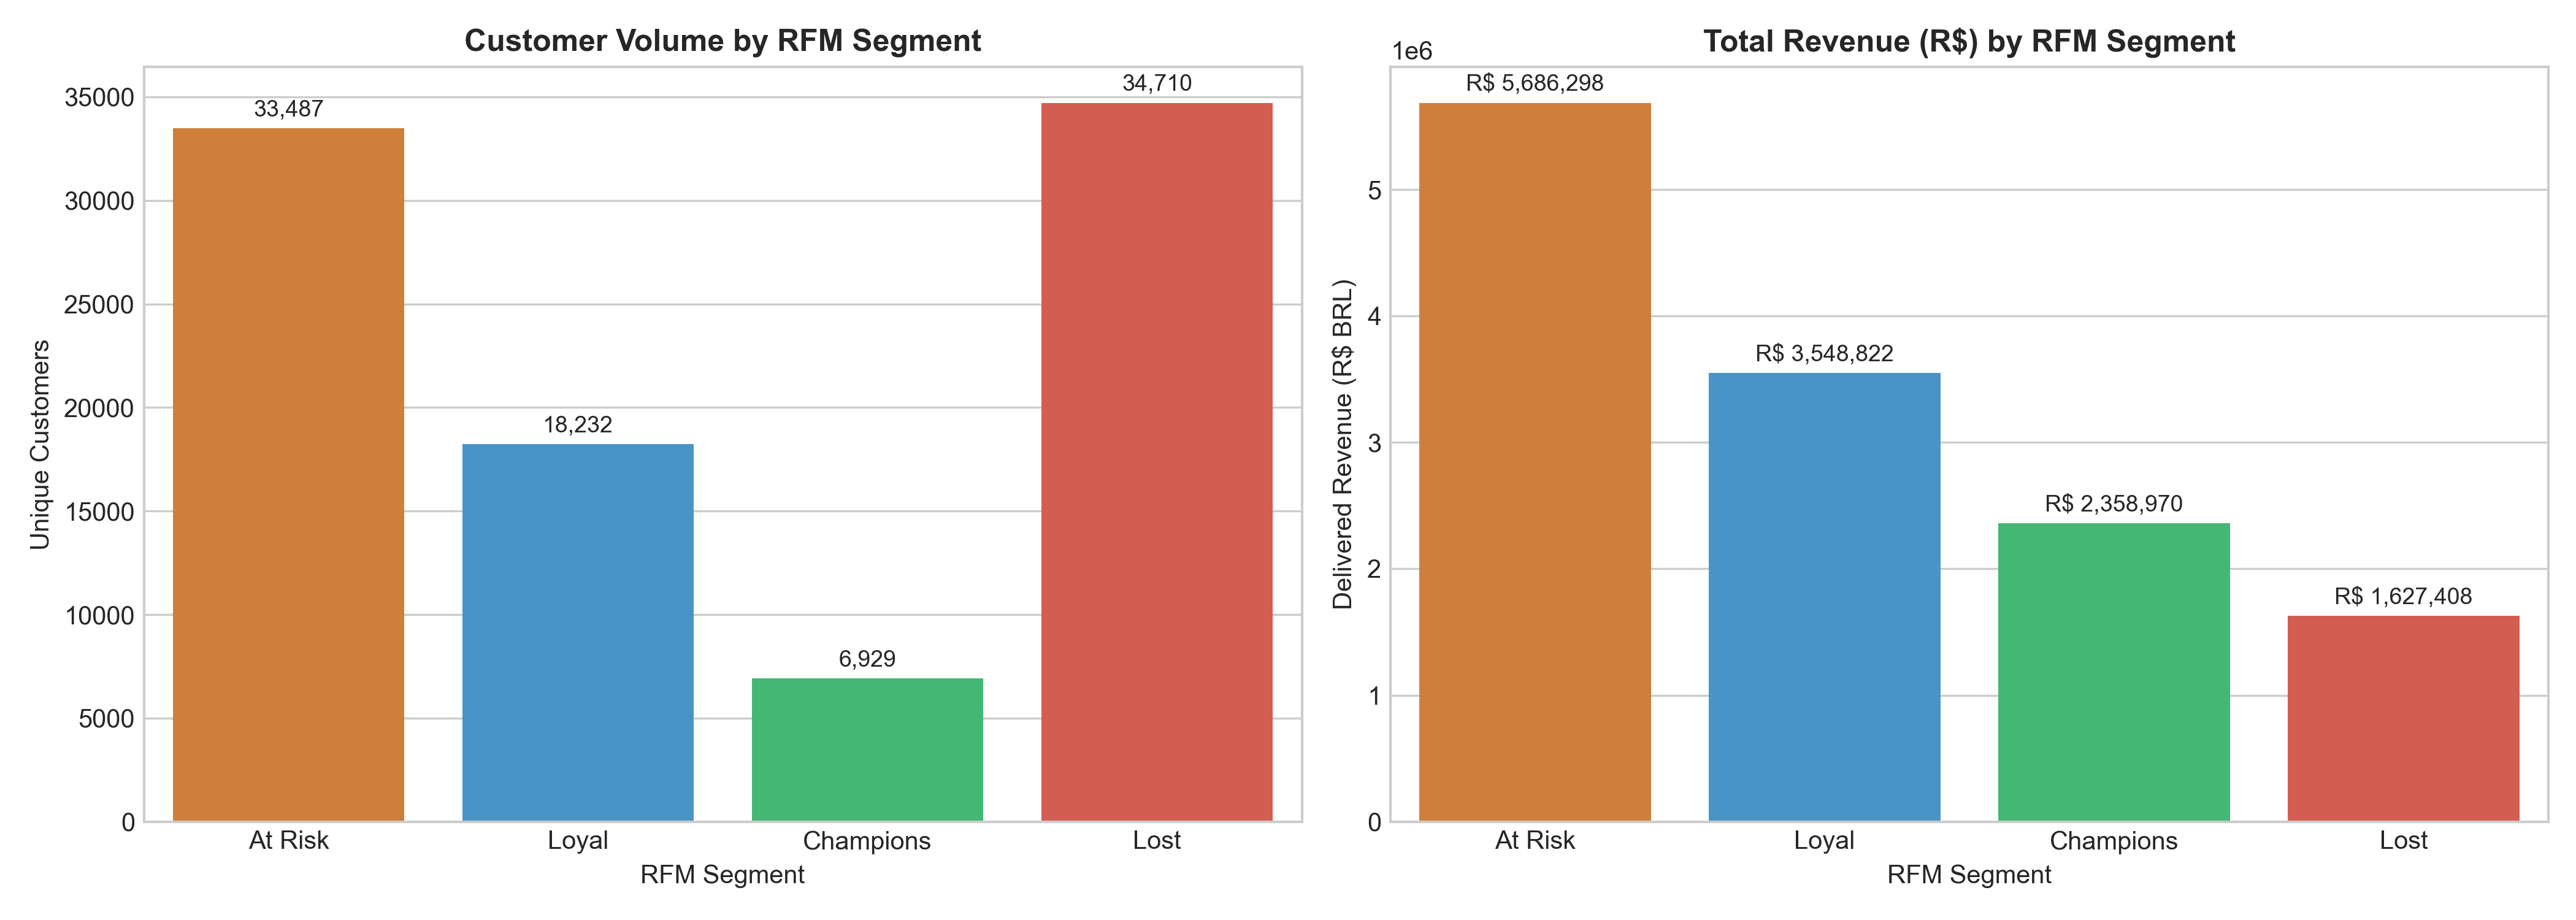 Customer Volume by RFM Segment
35000
30000
25000
20000
15000
10000
5000
0
Unique Customers
33,487
18,232
6,929
34,710
At Risk
Loyal
Champions
Lost
RFM Segment
Total Revenue (R$) by RFM Segment
1e6
5
4
3
2
1
0
Delivered Revenue (R$ BRL)
R$ 5,686,298
R$ 3,548,822
R$ 2,358,970
R$ 1,627,408
At Risk
Loyal
Champions
Lost
RFM Segment